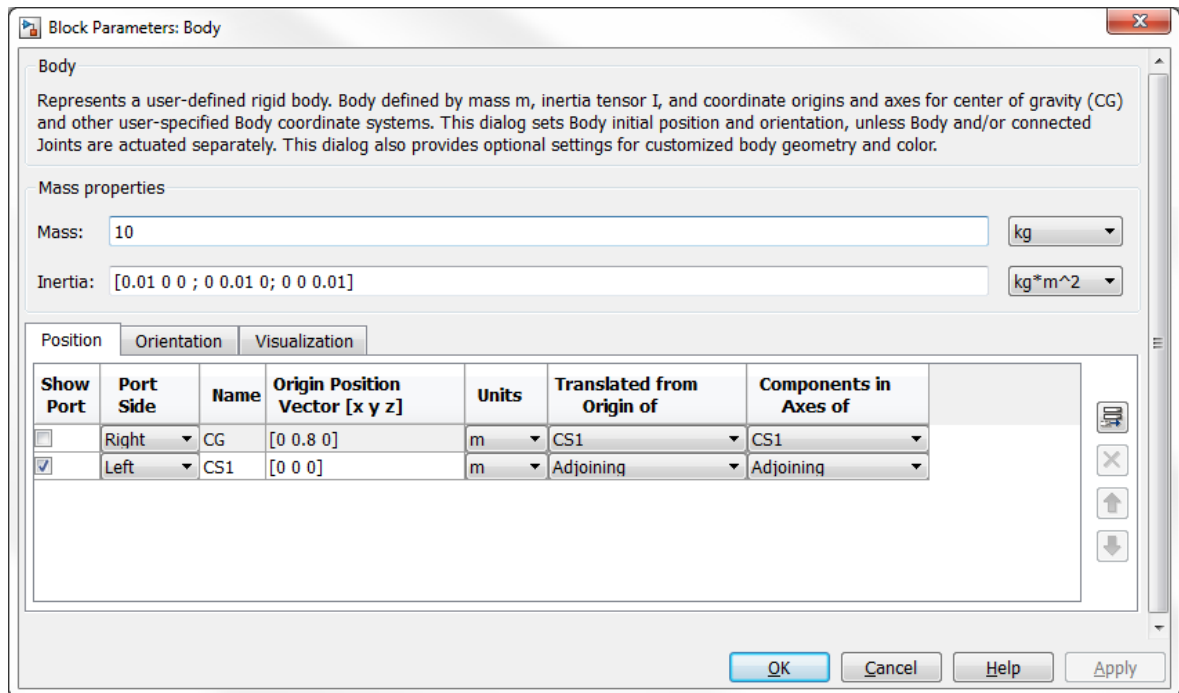 Block Parameters: Body
Body
Represents a user-defined rigid body. Body defined by mass m, inertia tensor I, and coordinate origins and axes for center of gravity (CG)
and other user-specified Body coordinate systems. This dialog sets Body initial position and orientation, unless Body and/or connected
Joints are actuated separately. This dialog also provides optional settings for customized body geometry and color.
Mass properties
Mass: 10 kg
Inertia: [0.01 0 0 ; 0 0.01 0; 0 0 0.01] kg*m^2
Position Orientation Visualization
Show Port Origin Position Translated from Components in
Port Side Name Vector [x y z] Units Origin of Axes of
Right CG [0 0.8 0] m CS1 CS1
Left CS1 [0 0 0] m Adjoining Adjoining
OK Cancel Help Apply